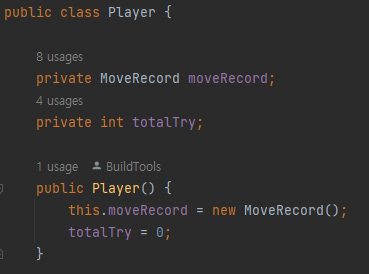 public class Player {
8 usages
private MoveRecord moveRecord;
4 usages
private int totalTry;
1 usage BuildTools
public Player() {
this.moveRecord = new MoveRecord();
totalTry = 0;
}